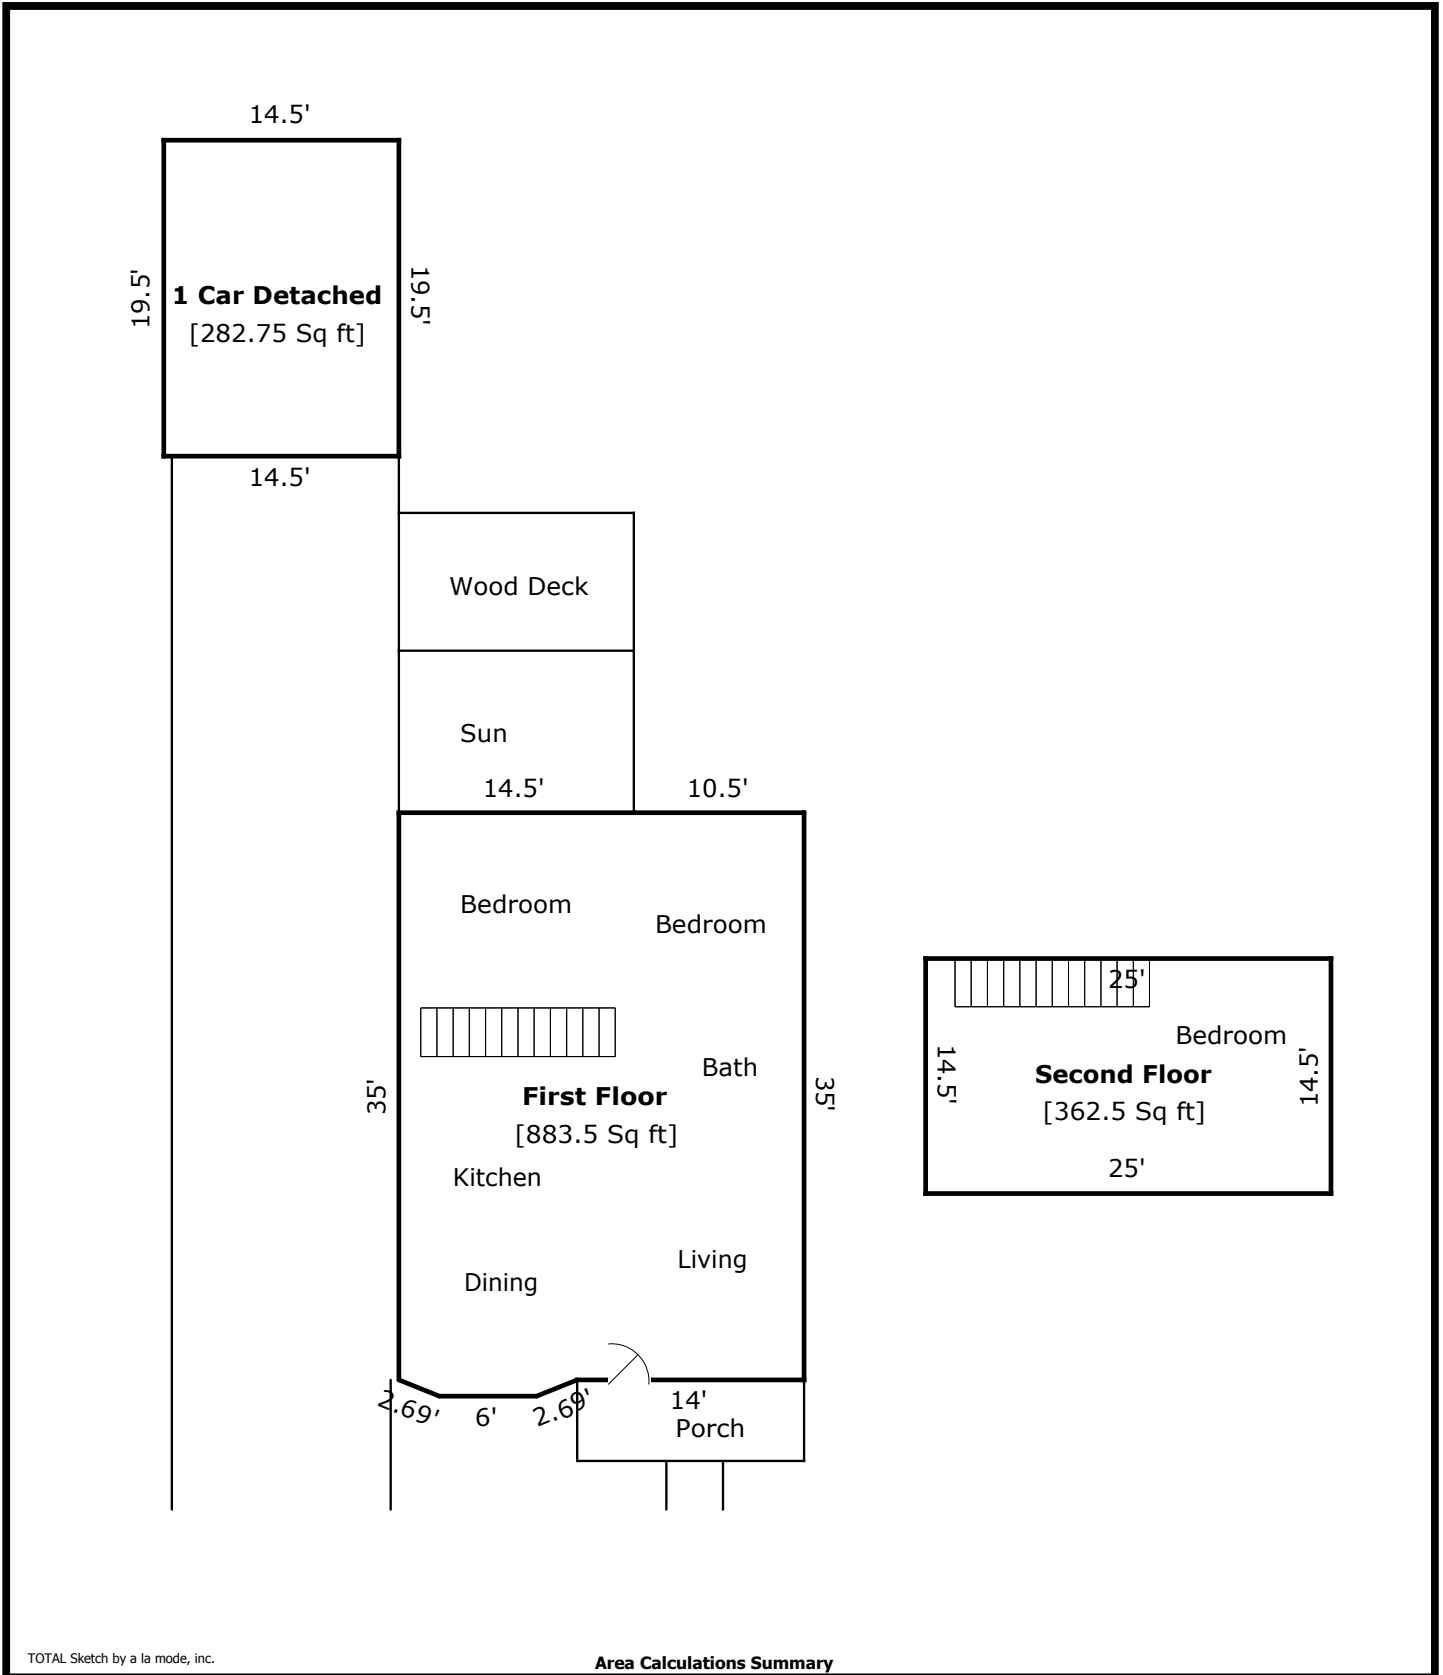 14.5'
19.5'
1 Car Detached
[282.75 Sq ft]
19.5'
14.5'
Wood Deck
Sun
14.5'
10.5'
Bedroom
Bedroom
35'
Bath
First Floor
[883.5 Sq ft]
35'
Kitchen
Living
Dining
2.69'
6'
2.69'
14'
Porch
25'
Bedroom
14.5'
Second Floor
[362.5 Sq ft]
14.5'
25'
TOTAL Sketch by a la mode, inc.
Area Calculations Summary